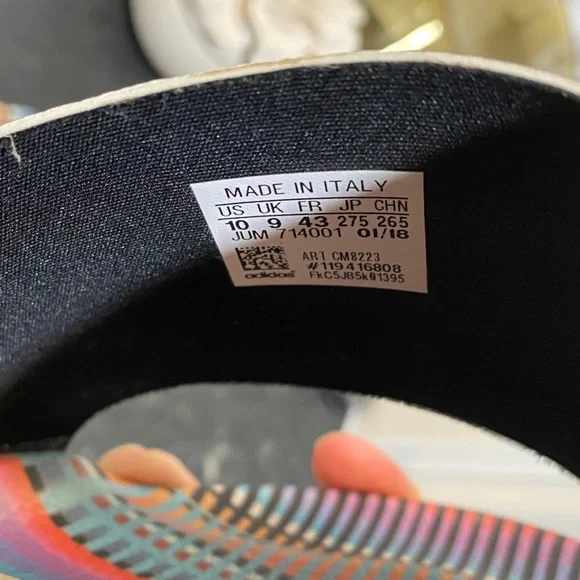 MADE IN ITALY
US UK FR JP CHN
10 9 43 275 265
JUM 714001 01/18
ART CM8223
#119416808
adidas FkC5JB5k01395